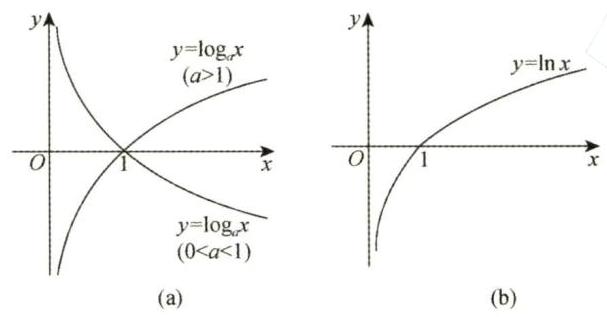 y
y=logₐx
(a>1)
O
1
x
y=logₐx
(0<a<1)
(a)
y
y=ln x
O
1
x
(b)